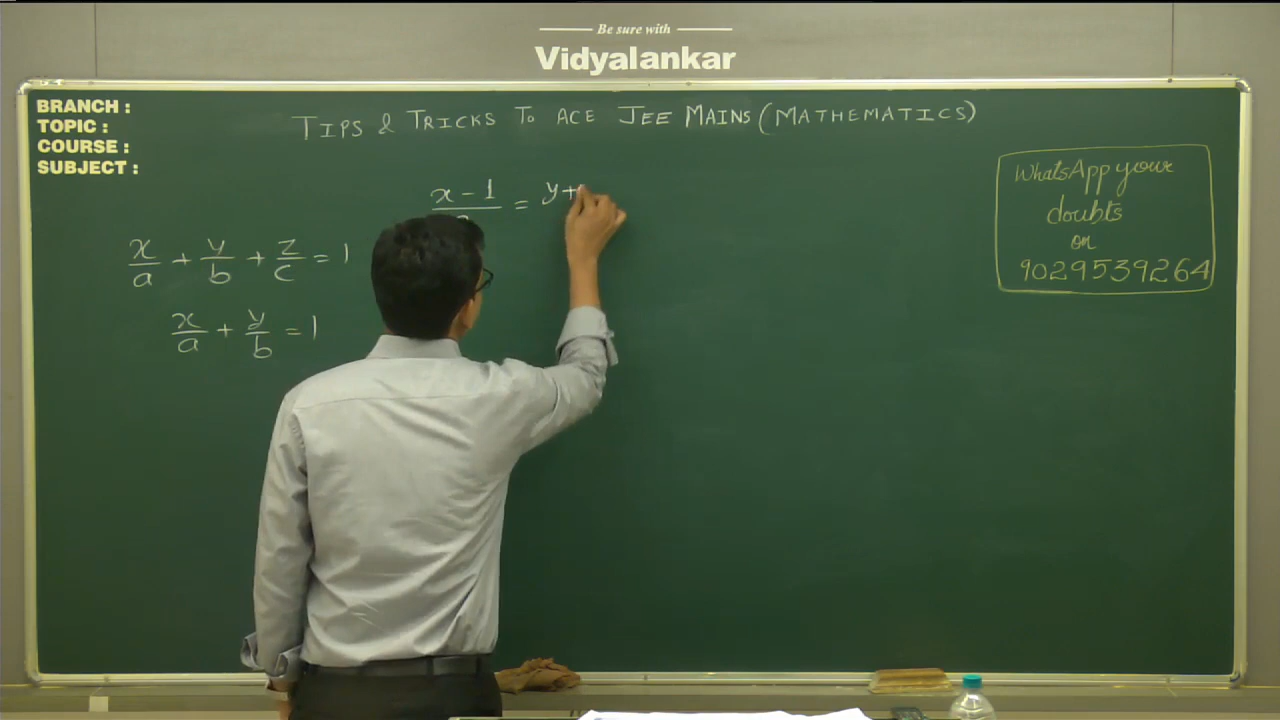 Be sure with
Vidyalankar
BRANCH :
TOPIC :
COURSE :
SUBJECT :
TIPS & TRICKS TO ACE JEE MAINS (MATHEMATICS)
x - 1 = y +
x/a + y/b + z/c = 1
x/a + y/b = 1
WhatsApp your
doubts
on
9029539264